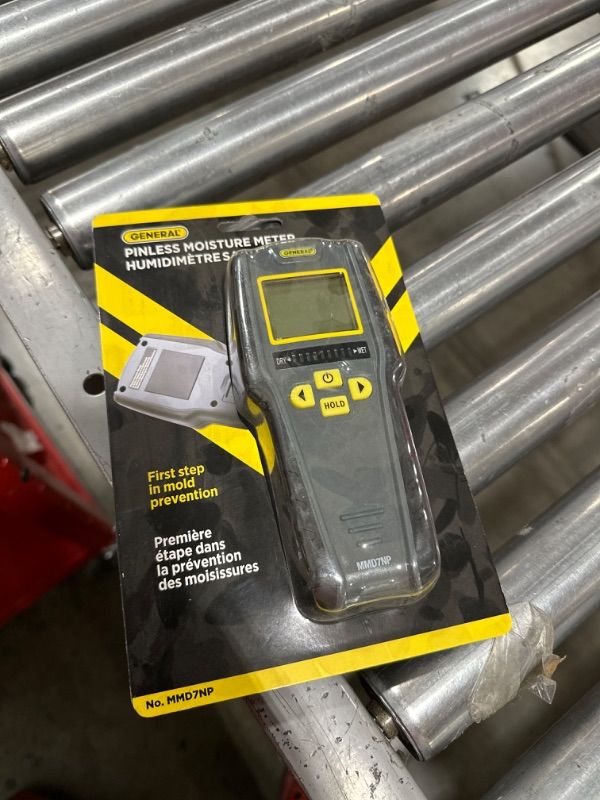 GENERAL
PINLESS MOISTURE METER
HUMIDIMÈTRE
GENERAL
DRY
WET
HOLD
First step
in mold
prevention
Première
étape dans
la prévention
des moisissures
MMD7NP
No. MMD7NP